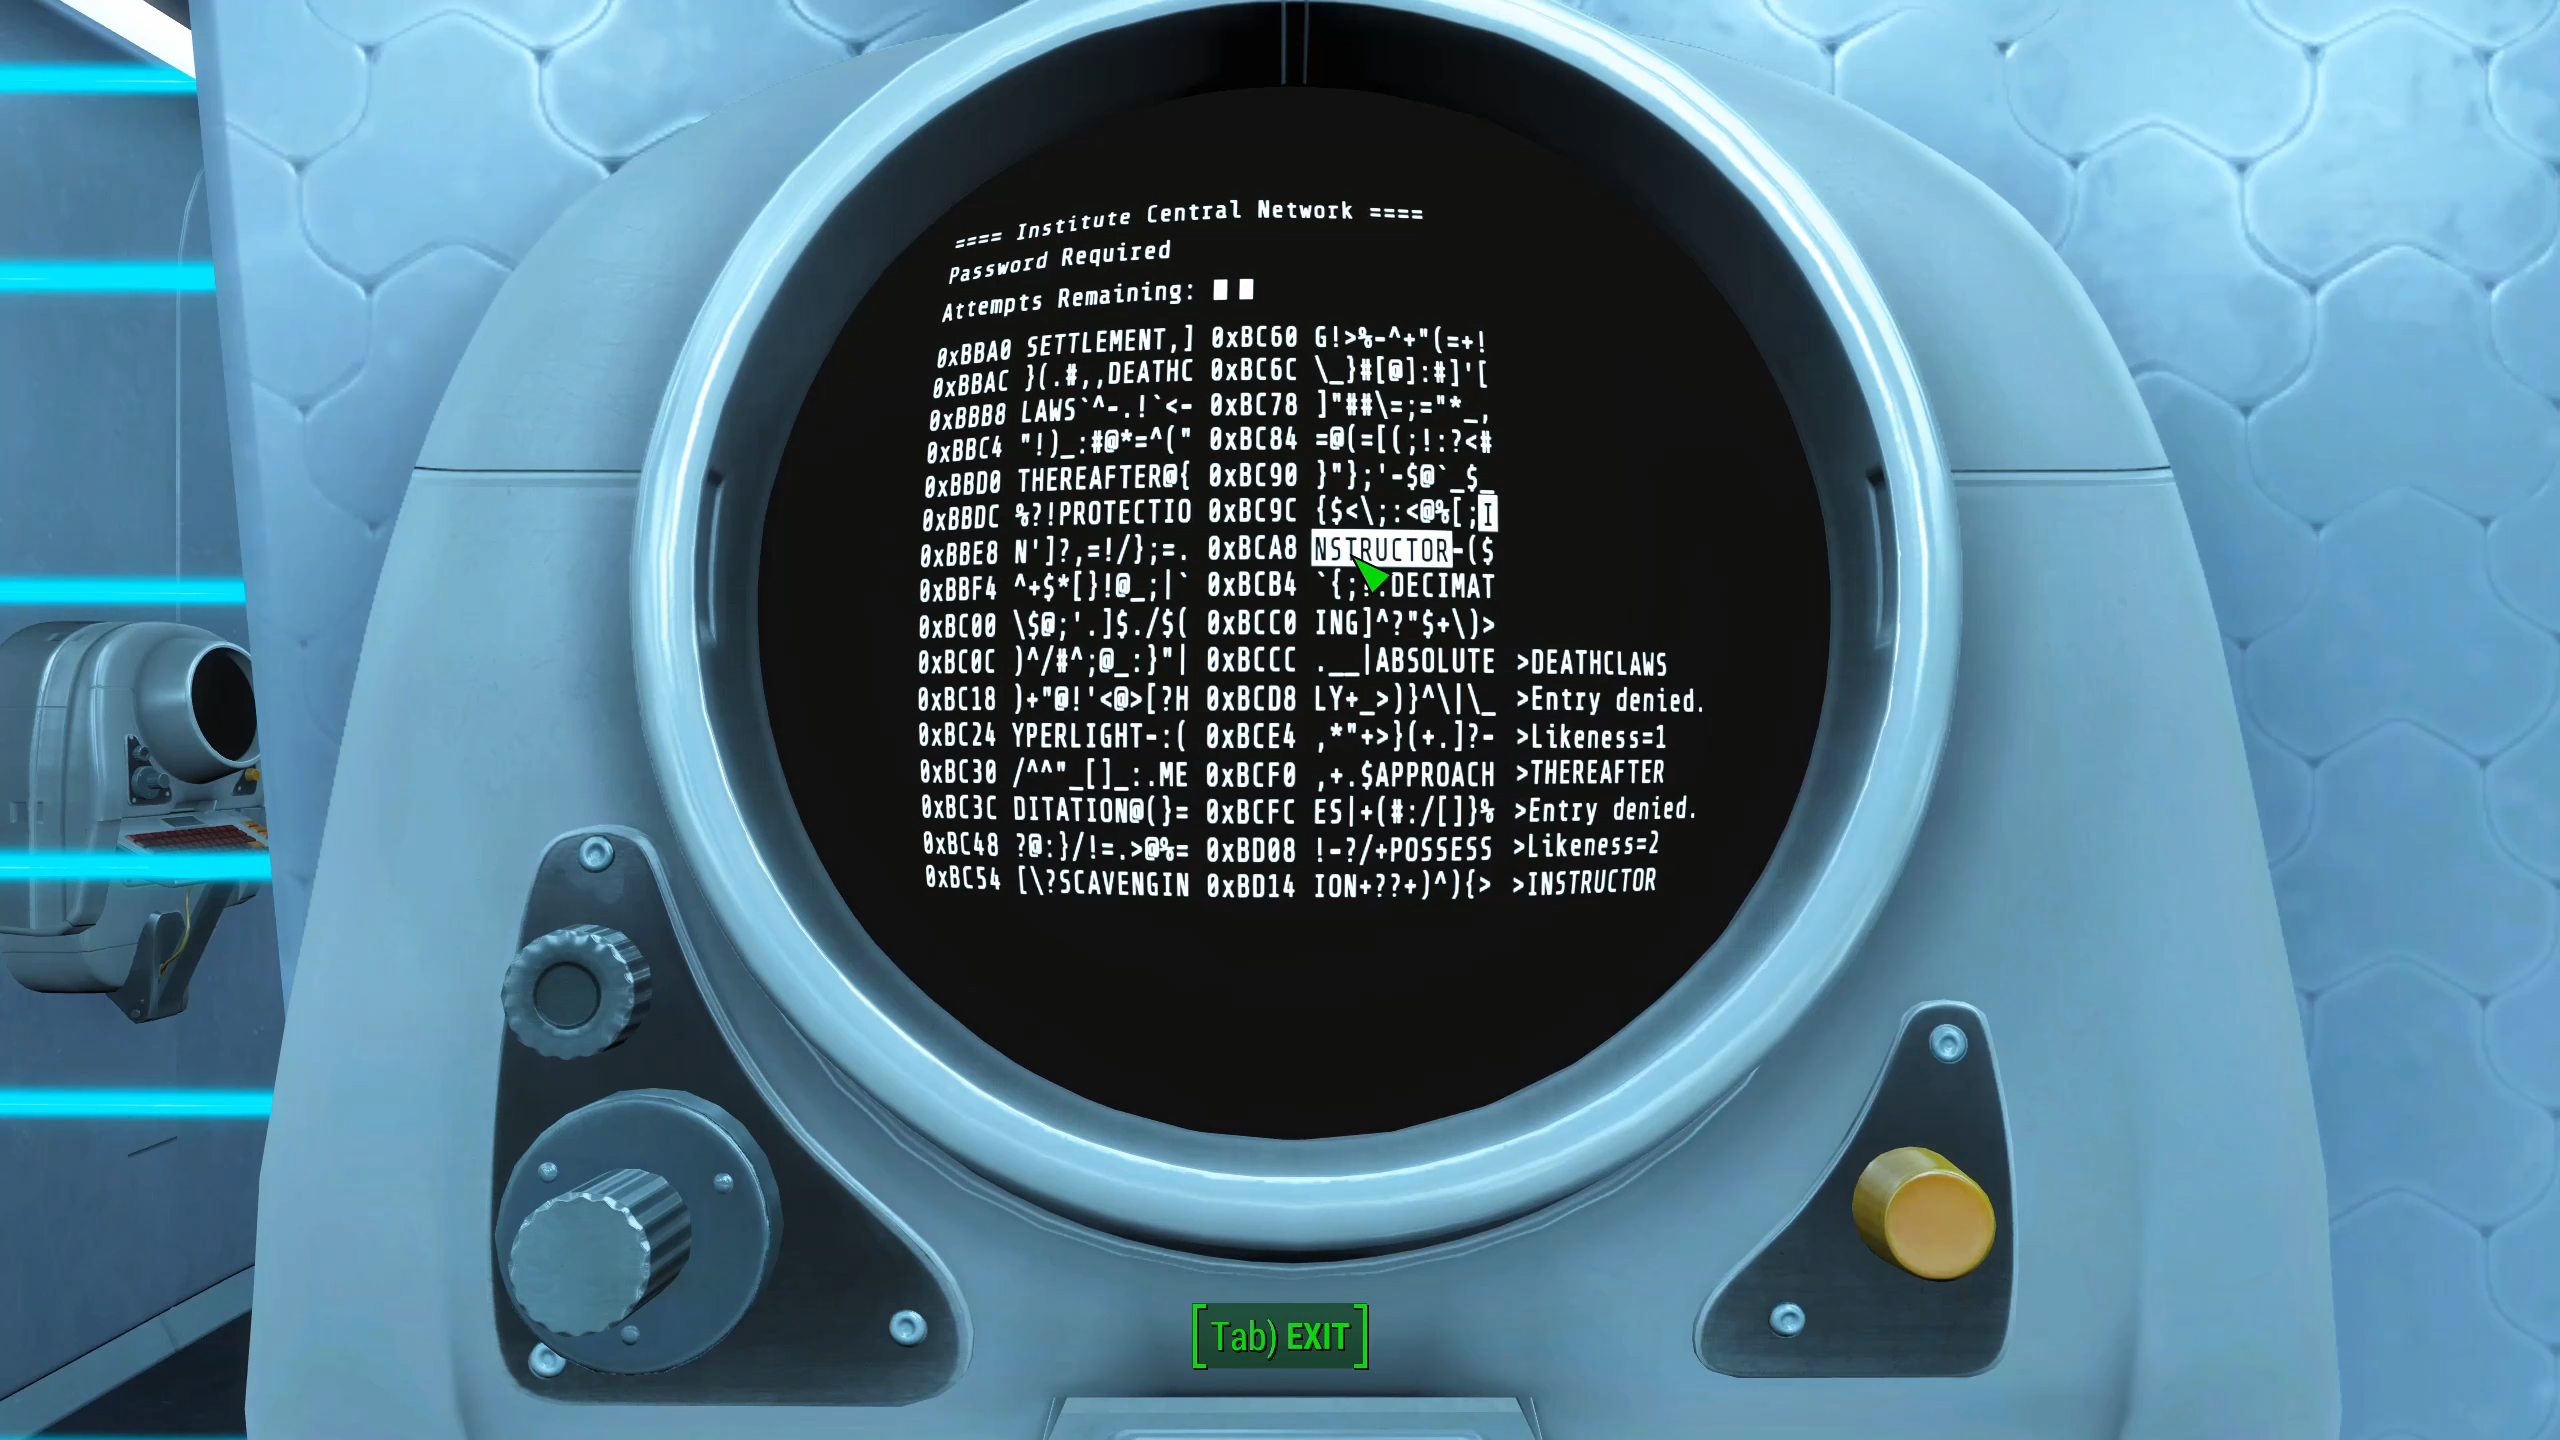 ==== Institute Central Network ====
Password Required
Attempts Remaining: ■ ■
0xBBA0 SETTLEMENT,] 0xBC60 G!>%-^+"(=+!
0xBBAC }(.#,,DEATHC 0xBC6C \_}#[@]:#]'[
0xBBB8 LAWS`^-.!`<- 0xBC78 ]"##\=;="*_,
0xBBC4 "!)_:#@*=^(" 0xBC84 =@(=[(;!:?<#
0xBBD0 THEREAFTER@{ 0xBC90 }"};'-$@`_$_
0xBBDC %?!PROTECTIO 0xBC9C {$<\;:<@%[;I
0xBBE8 N']?,=!/};=. 0xBCA8 NSTRUCTOR-($
0xBBF4 ^+$*[}!@_;|` 0xBCB4 `{; DECIMAT
0xBC00 \$@;'.]$./$( 0xBCC0 ING]^?"$+\)>
0xBC0C )^/#^;@_:}"| 0xBCCC .__|ABSOLUTE >DEATHCLAWS
0xBC18 )+"@!'<@>[?H 0xBCD8 LY+_>)}^\|\_ >Entry denied.
0xBC24 YPERLIGHT-:( 0xBCE4 ,*"+>}(+.]?- >Likeness=1
0xBC30 /^^"_[]_:.ME 0xBCF0 ,+.$APPROACH >THEREAFTER
0xBC3C DITATION@(}= 0xBCFC ES|+(#:/[]}% >Entry denied.
0xBC48 ?@:}/!=.>@%= 0xBD08 !-?/+POSSESS >Likeness=2
0xBC54 [\?SCAVENGIN 0xBD14 ION+??+)^){> >INSTRUCTOR
Tab) EXIT